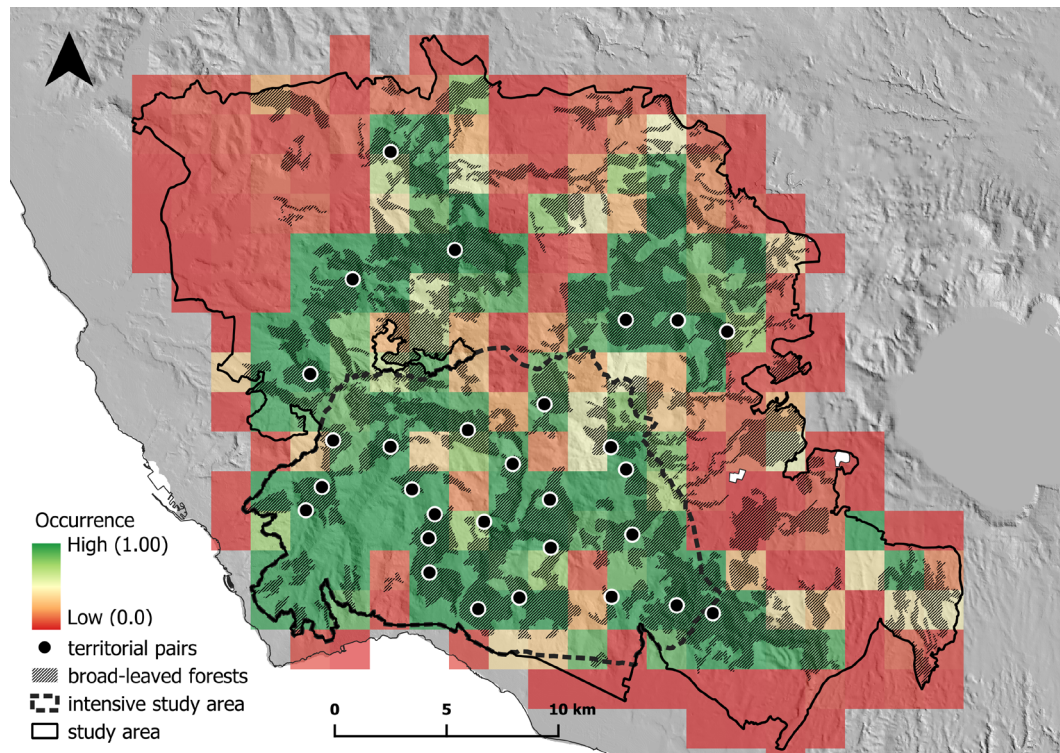 Occurrence
High (1.00)
Low (0.0)
territorial pairs
broad-leaved forests
intensive study area
study area
0 5 10 km